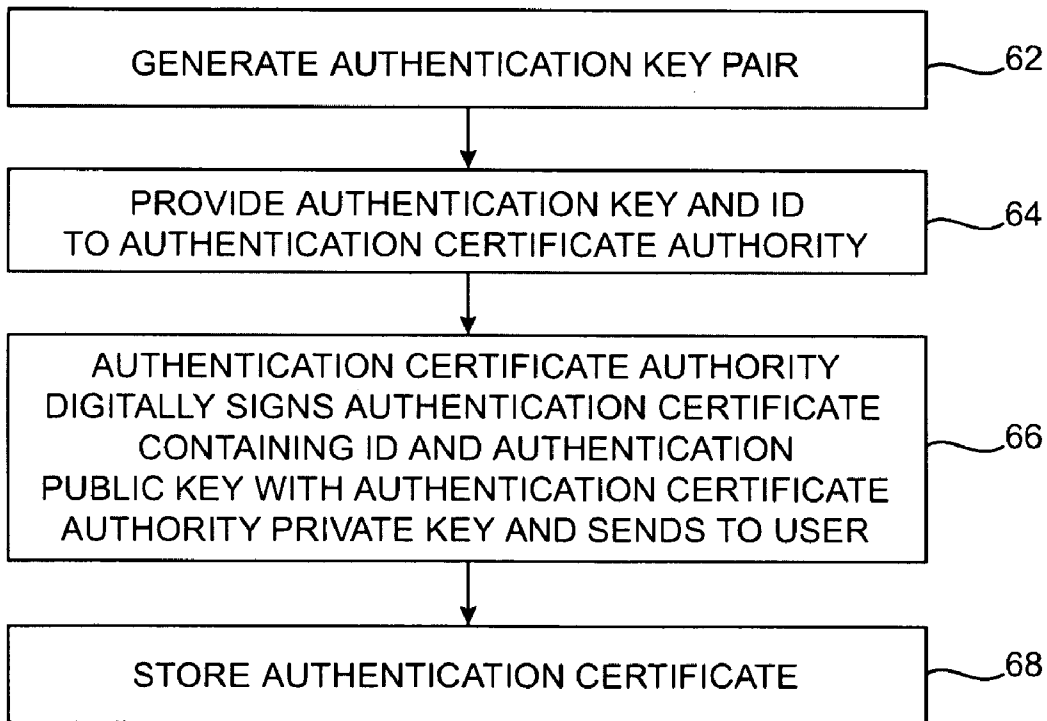 GENERATE AUTHENTICATION KEY PAIR
62
PROVIDE AUTHENTICATION KEY AND ID
TO AUTHENTICATION CERTIFICATE AUTHORITY
64
AUTHENTICATION CERTIFICATE AUTHORITY
DIGITALLY SIGNS AUTHENTICATION CERTIFICATE
CONTAINING ID AND AUTHENTICATION
PUBLIC KEY WITH AUTHENTICATION CERTIFICATE
AUTHORITY PRIVATE KEY AND SENDS TO USER
66
STORE AUTHENTICATION CERTIFICATE
68